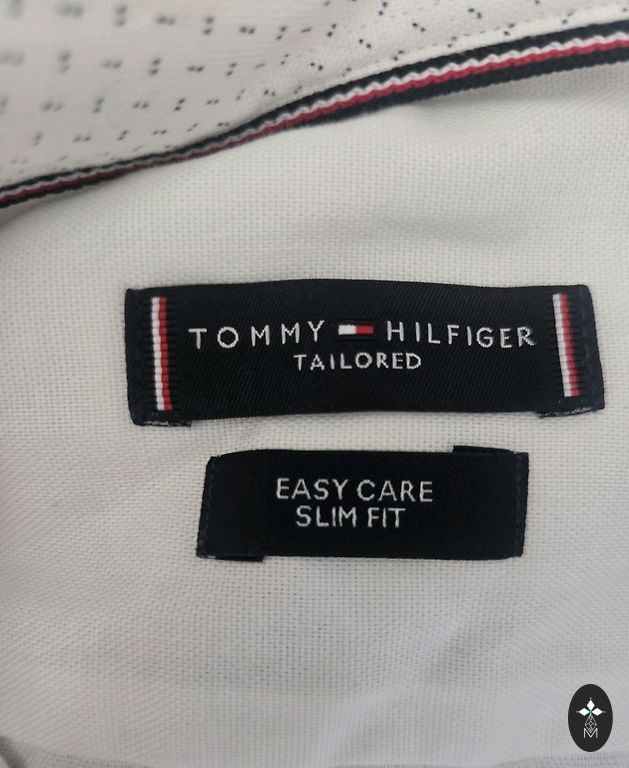 TOMMY HILFIGER
TAILORED
EASY CARE
SLIM FIT